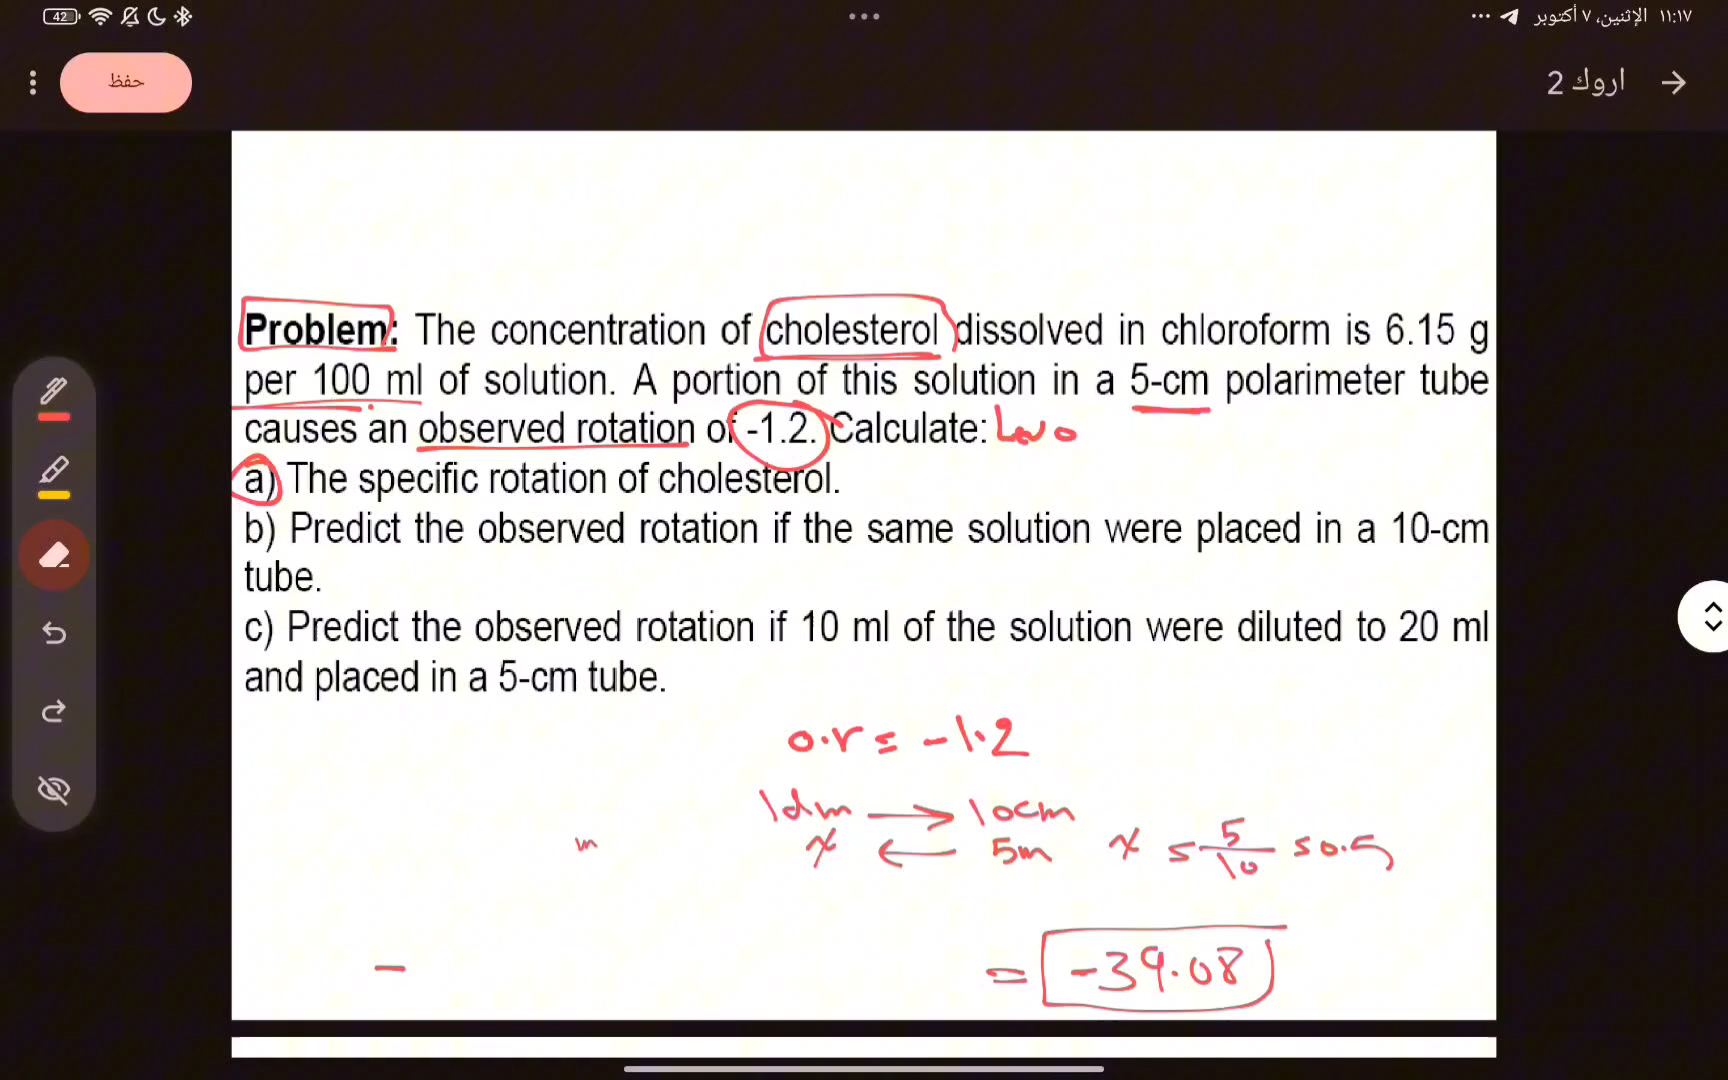 42
١١:١٧ الإثنين، ٧ أكتوبر
حفظ
اروك 2
Problem: The concentration of cholesterol dissolved in chloroform is 6.15 g
per 100 ml of solution. A portion of this solution in a 5-cm polarimeter tube
causes an observed rotation of -1.2. Calculate: Levo
a) The specific rotation of cholesterol.
b) Predict the observed rotation if the same solution were placed in a 10-cm
tube.
c) Predict the observed rotation if 10 ml of the solution were diluted to 20 ml
and placed in a 5-cm tube.
o.r = -1.2
1dm → 10cm
x ← 5m x = 5/10 = 0.5
m
-
= -39.08